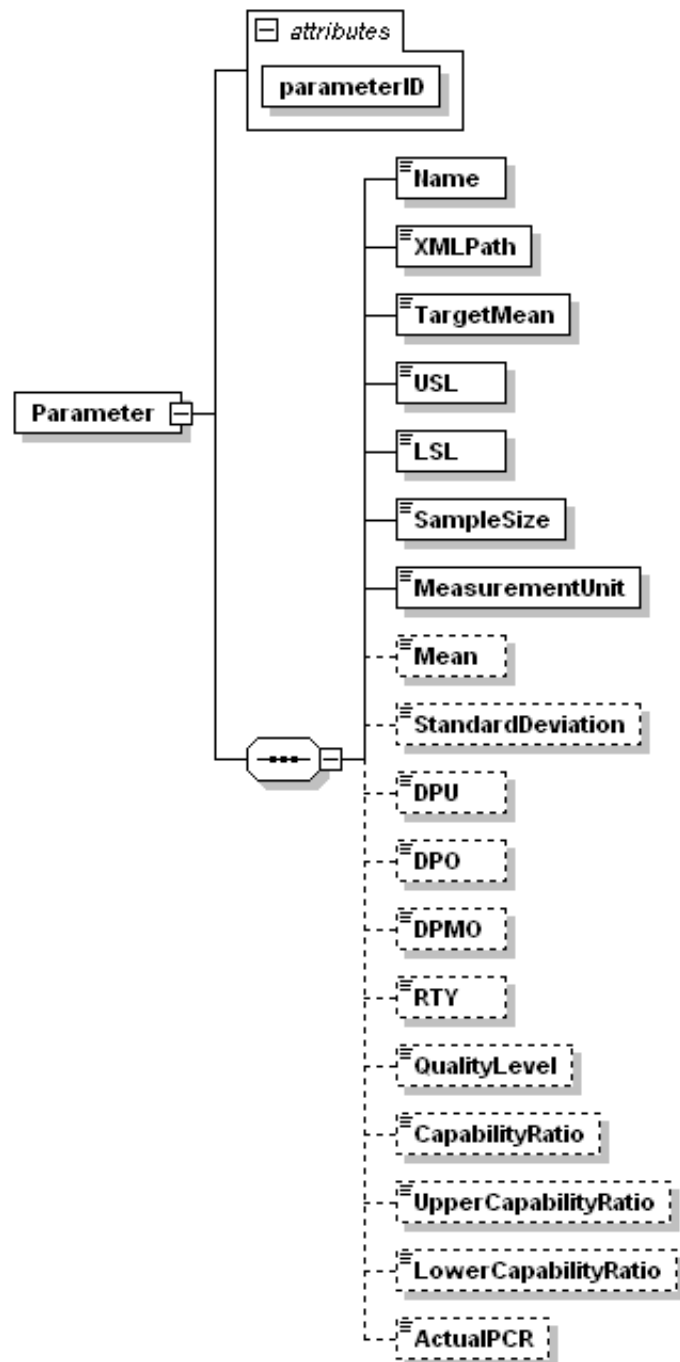 attributes
parameterID
Name
XMLPath
TargetMean
USL
Parameter
LSL
SampleSize
MeasurementUnit
Mean
StandardDeviation
DPU
DPO
DPMO
RTY
QualityLevel
CapabilityRatio
UpperCapabilityRatio
LowerCapabilityRatio
ActualPCR